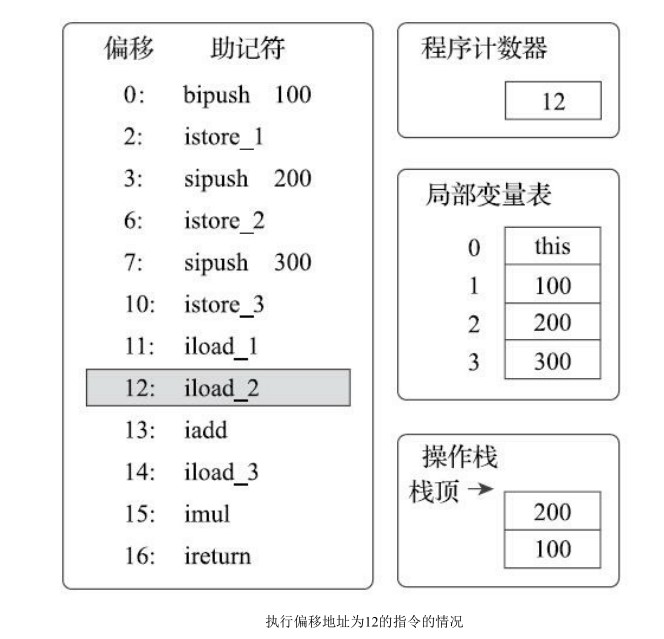 偏移 助记符
0: bipush 100
2: istore_1
3: sipush 200
6: istore_2
7: sipush 300
10: istore_3
11: iload_1
12: iload_2
13: iadd
14: iload_3
15: imul
16: ireturn
程序计数器
12
局部变量表
0 this
1 100
2 200
3 300
操作栈
栈顶
200
100
执行偏移地址为12的指令的情况